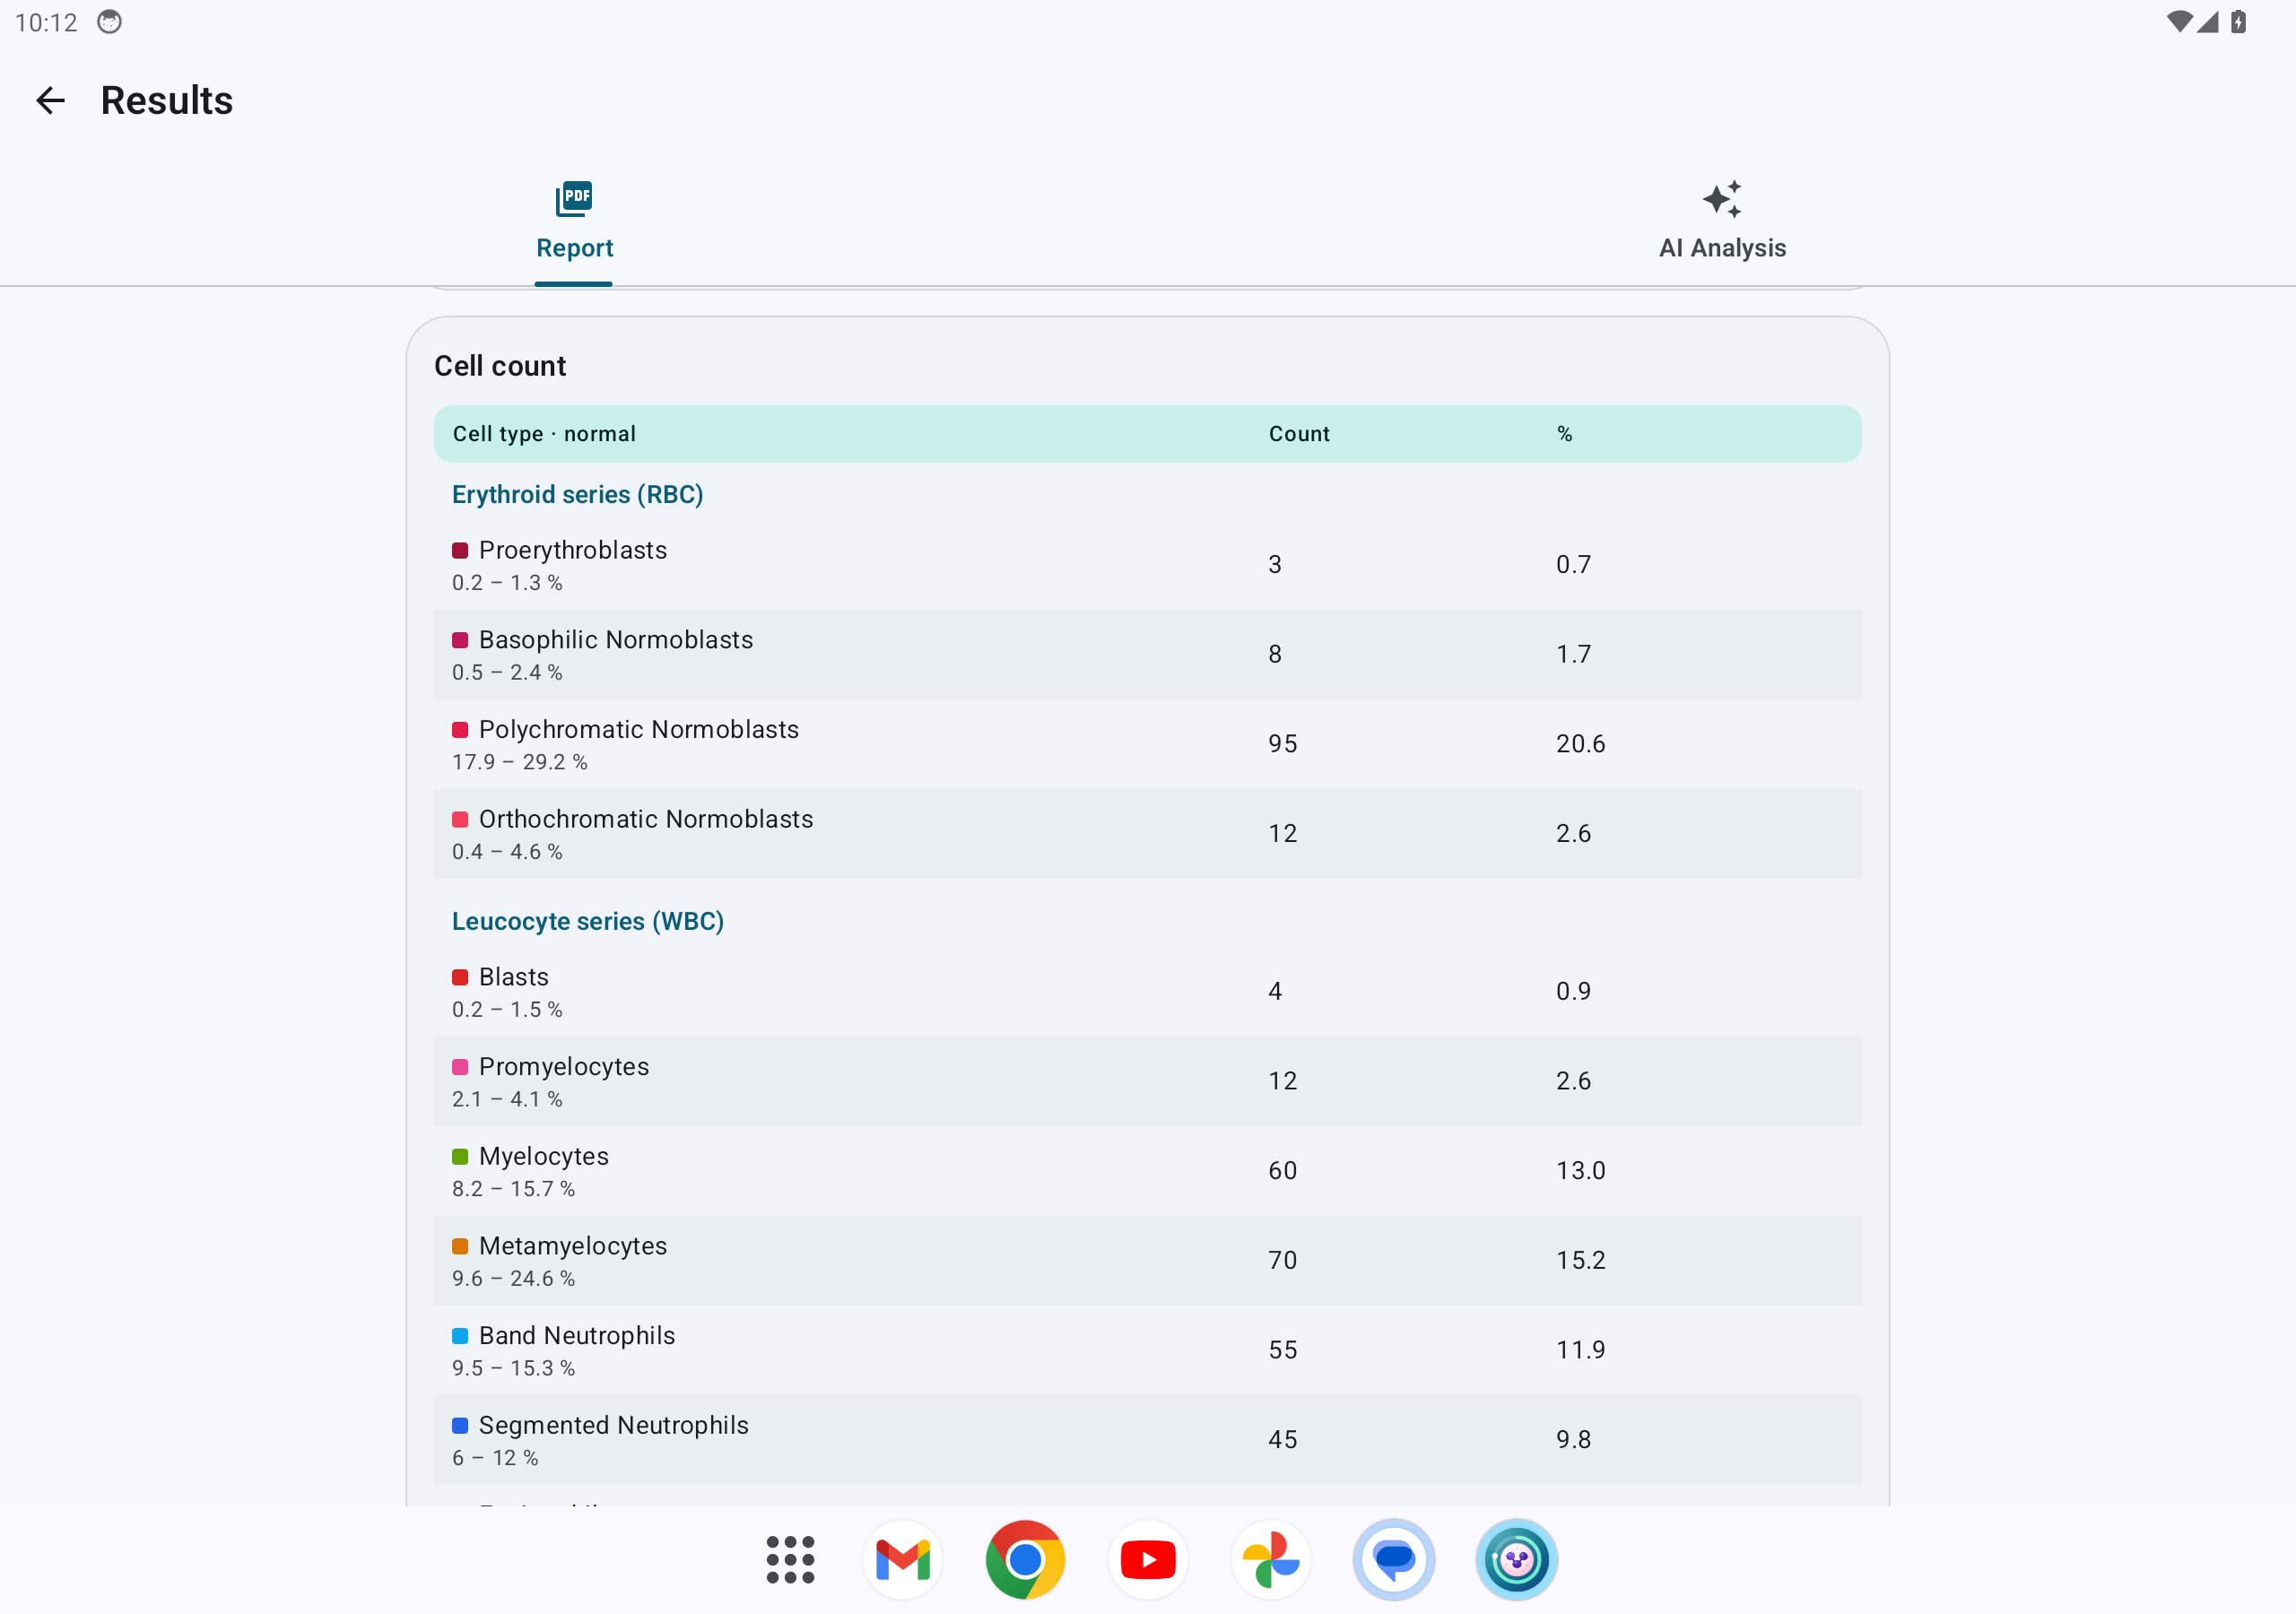 10:12
Results
PDF
Report
AI Analysis
Cell count
Cell type · normal Count %
Erythroid series (RBC)
Proerythroblasts
0.2 – 1.3 %
3 0.7
Basophilic Normoblasts
0.5 – 2.4 %
8 1.7
Polychromatic Normoblasts
17.9 – 29.2 %
95 20.6
Orthochromatic Normoblasts
0.4 – 4.6 %
12 2.6
Leucocyte series (WBC)
Blasts
0.2 – 1.5 %
4 0.9
Promyelocytes
2.1 – 4.1 %
12 2.6
Myelocytes
8.2 – 15.7 %
60 13.0
Metamyelocytes
9.6 – 24.6 %
70 15.2
Band Neutrophils
9.5 – 15.3 %
55 11.9
Segmented Neutrophils
6 – 12 %
45 9.8